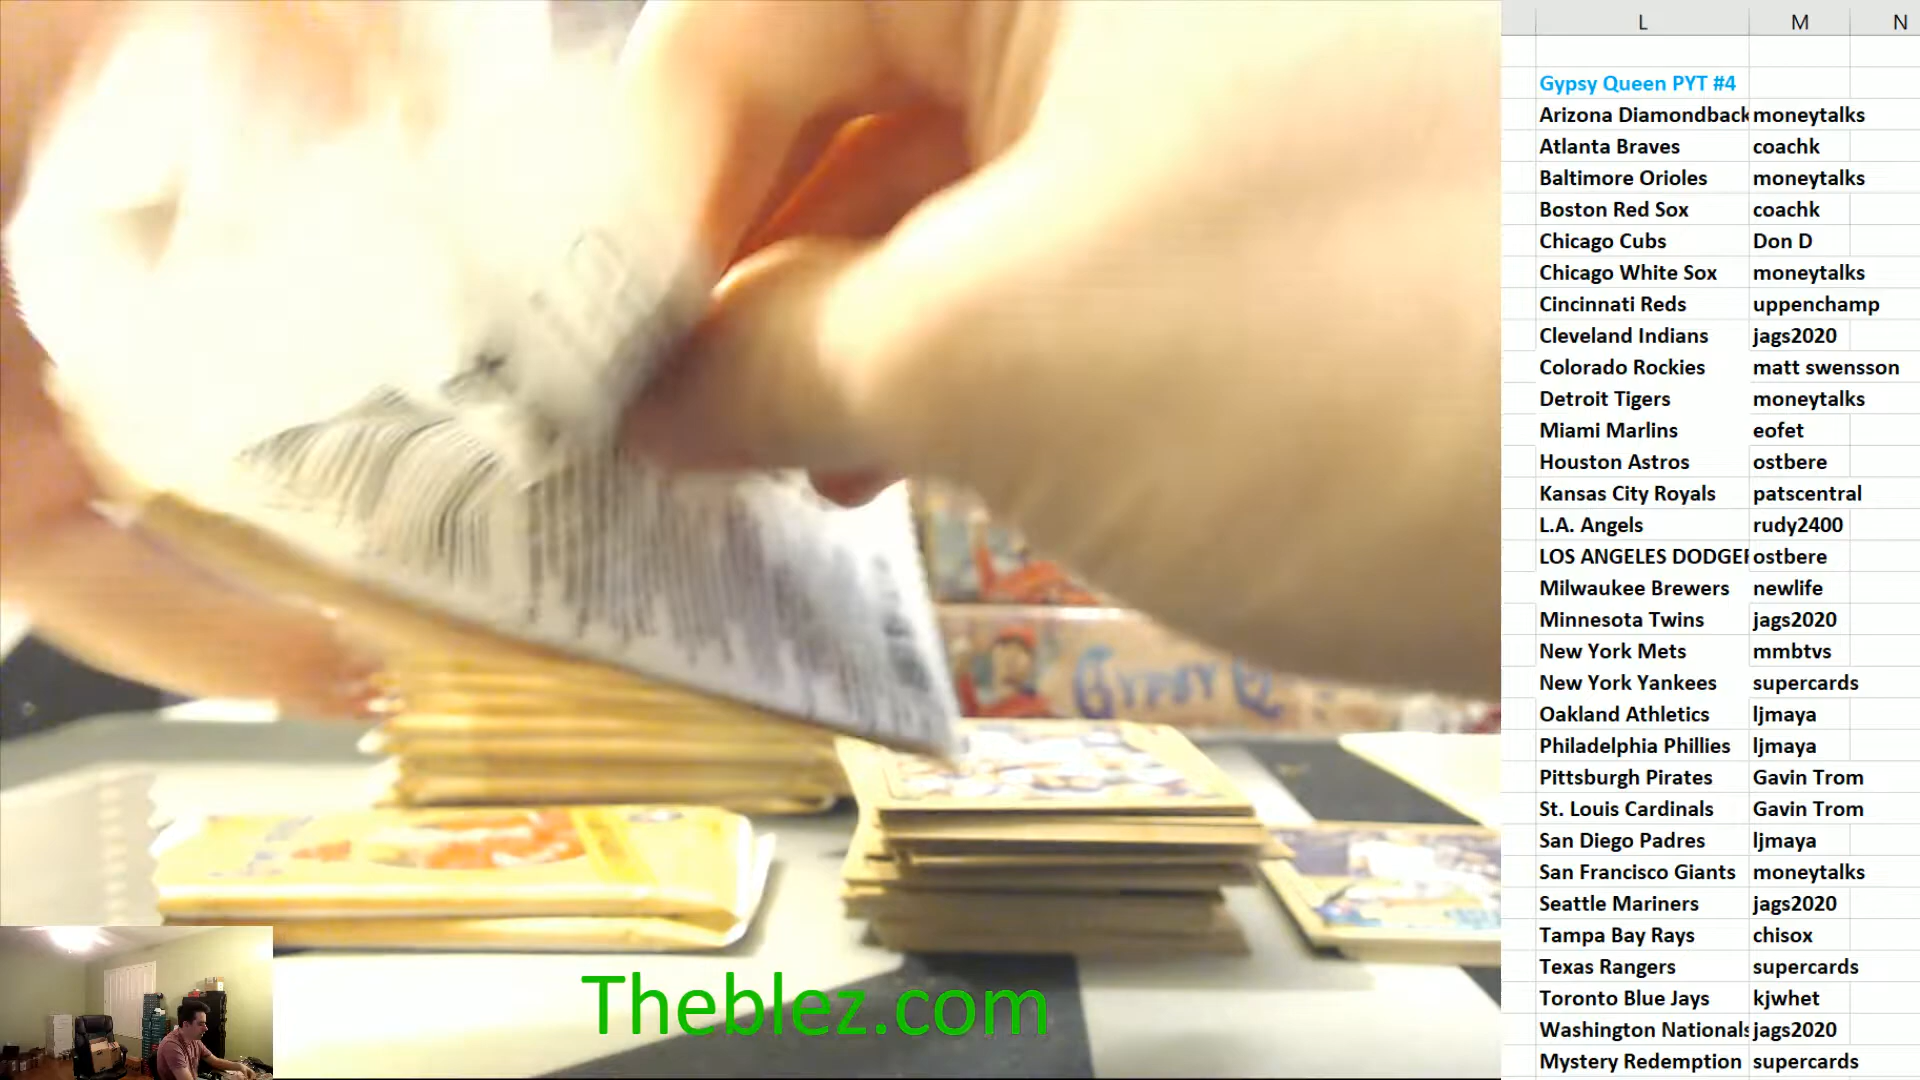 L M N
Gypsy Queen PYT #4
Arizona Diamondback moneytalks
Atlanta Braves coachk
Baltimore Orioles moneytalks
Boston Red Sox coachk
Chicago Cubs Don D
Chicago White Sox moneytalks
Cincinnati Reds uppenchamp
Cleveland Indians jags2020
Colorado Rockies matt swensson
Detroit Tigers moneytalks
Miami Marlins eofet
Houston Astros ostbere
Kansas City Royals patscentral
L.A. Angels rudy2400
LOS ANGELES DODGER ostbere
Milwaukee Brewers newlife
Minnesota Twins jags2020
New York Mets mmbtvs
New York Yankees supercards
Oakland Athletics ljmaya
Philadelphia Phillies ljmaya
Pittsburgh Pirates Gavin Trom
St. Louis Cardinals Gavin Trom
San Diego Padres ljmaya
San Francisco Giants moneytalks
Seattle Mariners jags2020
Tampa Bay Rays chisox
Texas Rangers supercards
Toronto Blue Jays kjwhet
Washington Nationals jags2020
Mystery Redemption supercards
Gypsy Q
Theblez.com